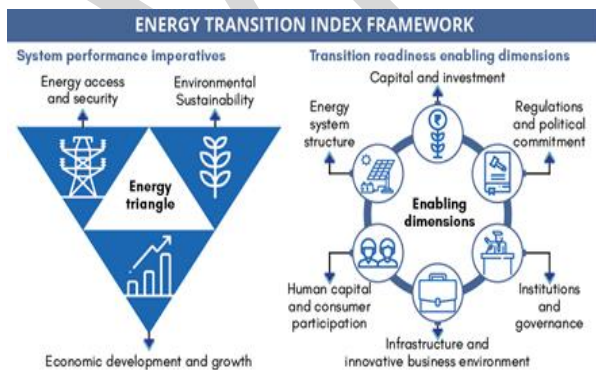 ENERGY TRANSITION INDEX FRAMEWORK
System performance imperatives
Energy access
and security
Environmental
Sustainability
Energy
triangle
Economic development and growth
Transition readiness enabling dimensions
Capital and investment
Energy
system
structure
Regulations
and political
commitment
Enabling
dimensions
Human capital
and consumer
participation
Institutions
and
governance
Infrastructure and
innovative business environment